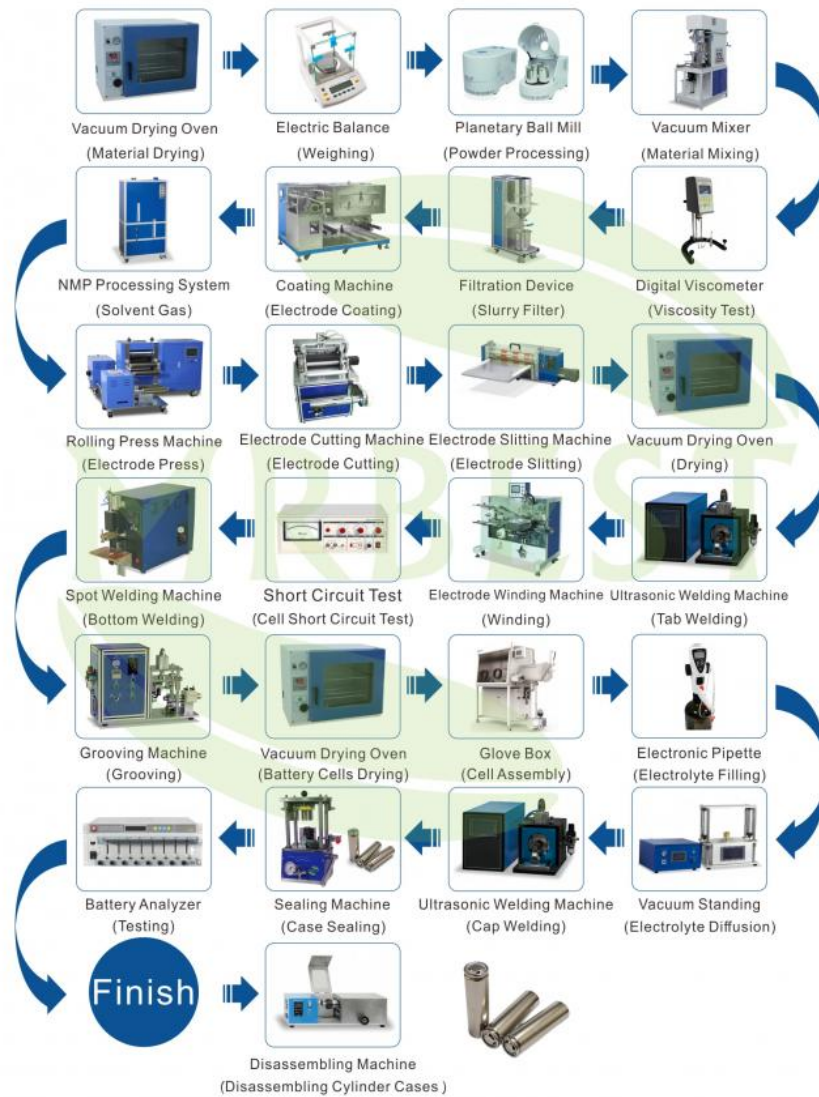 Vacuum Drying Oven
(Material Drying)
Electric Balance
(Weighing)
Planetary Ball Mill
(Powder Processing)
Vacuum Mixer
(Material Mixing)
NMP Processing System
(Solvent Gas)
Coating Machine
(Electrode Coating)
Filtration Device
(Slurry Filter)
Digital Viscometer
(Viscosity Test)
Rolling Press Machine
(Electrode Press)
Electrode Cutting Machine
(Electrode Cutting)
Electrode Slitting Machine
(Electrode Slitting)
Vacuum Drying Oven
(Drying)
MRBEST
Spot Welding Machine
(Bottom Welding)
Short Circuit Test
(Cell Short Circuit Test)
Electrode Winding Machine
(Winding)
Ultrasonic Welding Machine
(Tab Welding)
Grooving Machine
(Grooving)
Vacuum Drying Oven
(Battery Cells Drying)
Glove Box
(Cell Assembly)
Electronic Pipette
(Electrolyte Filling)
Battery Analyzer
(Testing)
Sealing Machine
(Case Sealing)
Ultrasonic Welding Machine
(Cap Welding)
Vacuum Standing
(Electrolyte Diffusion)
Finish
Disassembling Machine
(Disassembling Cylinder Cases )